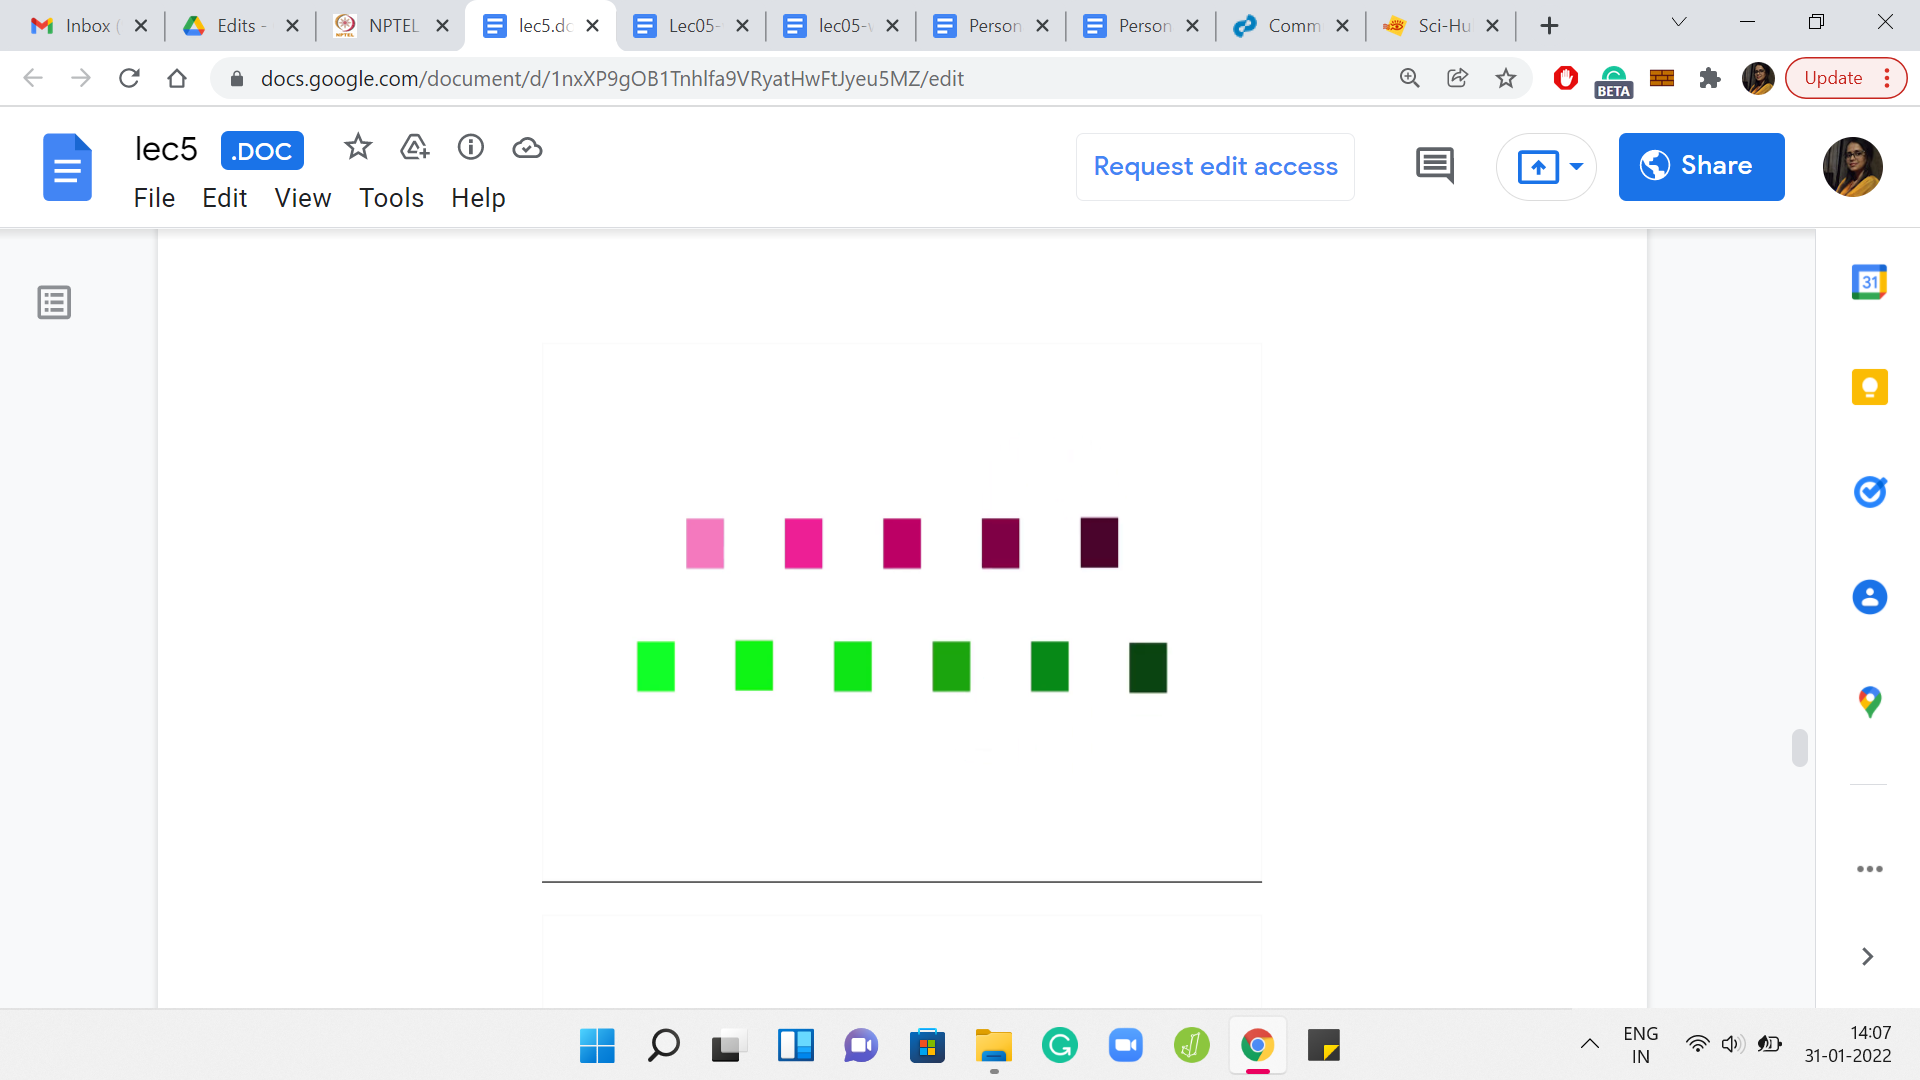 Inbox (
Edits -
NPTEL
lec5.do
Lec05-
lec05-v
Person
Person
Comm
Sci-Hu
docs.google.com/document/d/1nxXP9gOB1Tnhlfa9VRyatHwFtJyeu5MZ/edit
BETA
Update
lec5
.DOC
Request edit access
Share
File
Edit
View
Tools
Help
31
ENG
IN
14:07
31-01-2022